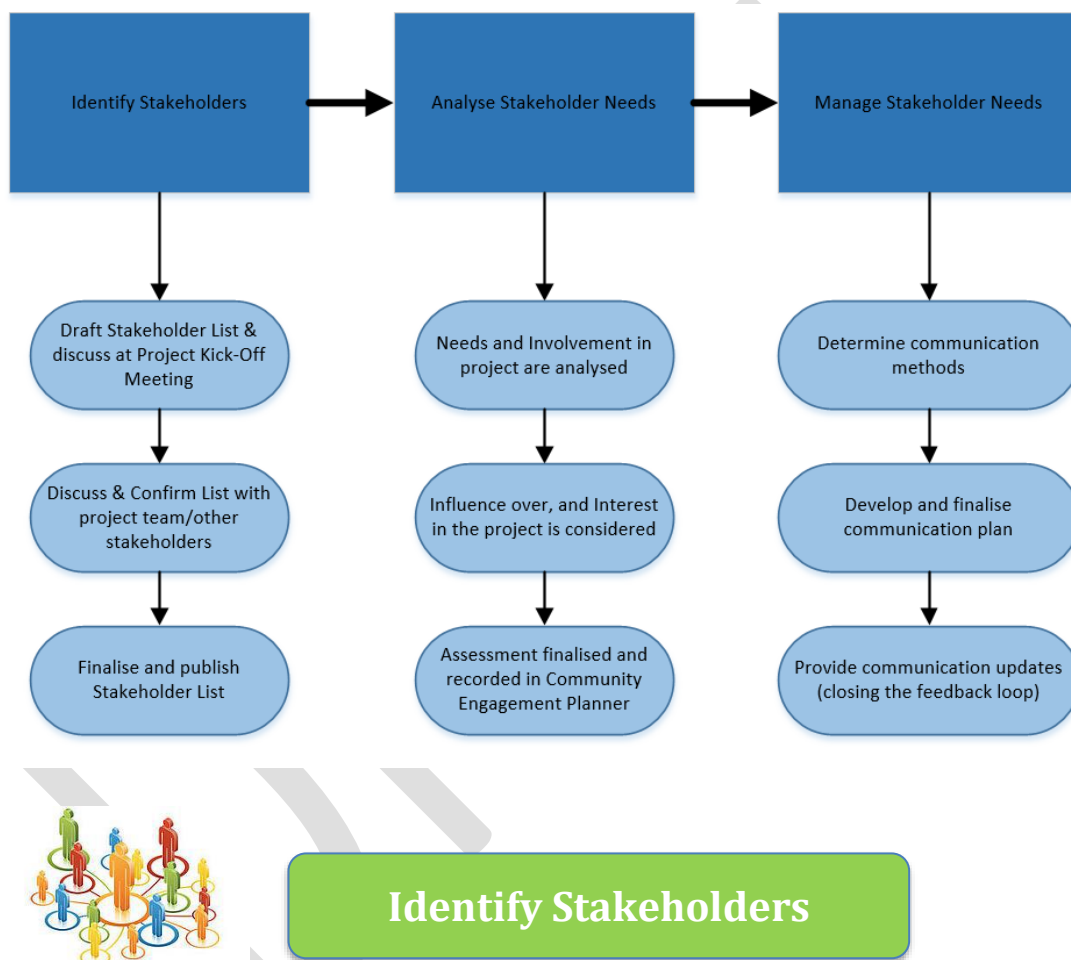 Identify Stakeholders
Analyse Stakeholder Needs
Manage Stakeholder Needs
Draft Stakeholder List &
discuss at Project Kick-Off
Meeting
Needs and Involvement in
project are analysed
Determine communication
methods
Discuss & Confirm List with
project team/other
stakeholders
Influence over, and Interest
in the project is considered
Develop and finalise
communication plan
Finalise and publish
Stakeholder List
Assessment finalised and
recorded in Community
Engagement Planner
Provide communication updates
(closing the feedback loop)
Identify Stakeholders